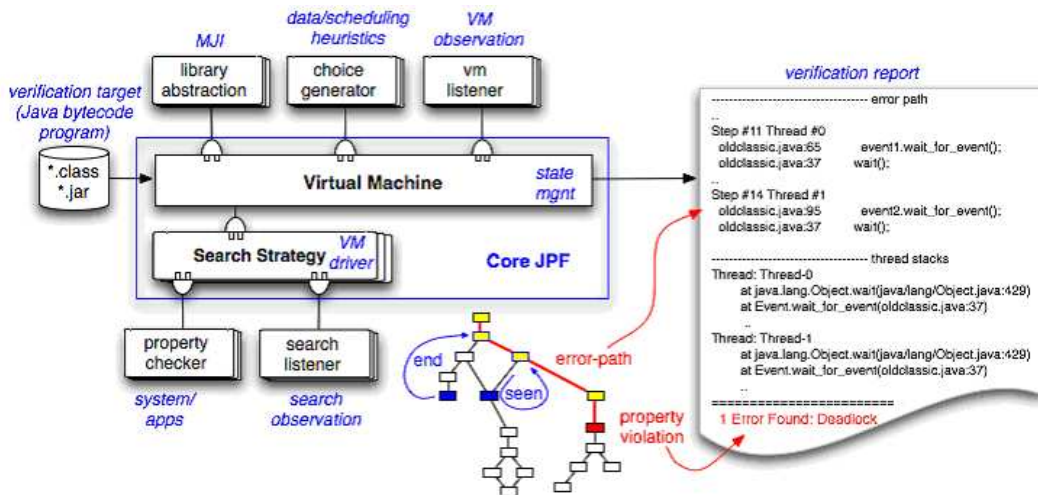 MJI
data/scheduling
heuristics
VM
observation
library
abstraction
choice
generator
vm
listener
verification target
(Java bytecode
program)
*.class
*.jar
Virtual Machine
state
mgnt
Search Strategy
VM
driver
Core JPF
property
checker
search
listener
system/
apps
search
observation
end
seen
error-path
property
violation
verification report
------------------------------------ error path
..
Step #11 Thread #0
oldclassic.java:65 event1.wait_for_event();
oldclassic.java:37 wait();
..
Step #14 Thread #1
oldclassic.java:95 event2.wait_for_event();
oldclassic.java:37 wait();
------------------------------------ thread stacks
Thread: Thread-0
at java.lang.Object.wait(java/lang/Object.java:429)
at Event.wait_for_event(oldclassic.java:37)
..
Thread: Thread-1
at java.lang.Object.wait(java/lang/Object.java:429)
at Event.wait_for_event(oldclassic.java:37)
..
=========================
1 Error Found: Deadlock